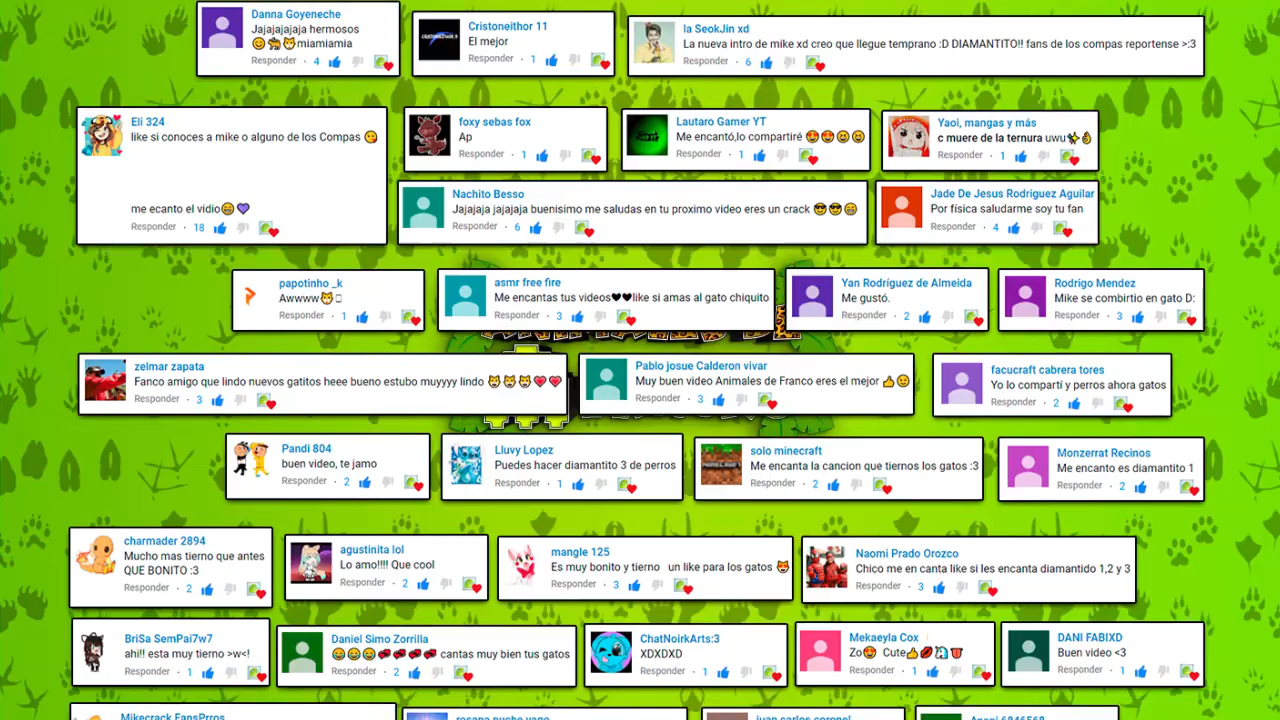 Danna Goyeneche
Jajajajajaja hermosos
😊🐅😺miamiamia
Responder · 4
Cristoneithor 11
El mejor
Responder · 1
la SeokJin xd
La nueva intro de mike xd creo que llegue temprano :D DIAMANTITO!! fans de los compas reportense >:3
Responder · 6
Eli 324
like si conoces a mike o alguno de los Compas 😘
me ecanto el vidio😄💜
Responder · 18
foxy sebas fox
Ap
Responder · 1
Lautaro Gamer YT
Me encantó,lo compartiré 😍😍😄😄
Responder · 1
Yaoi, mangas y más
c muere de la ternura uwu✨👌
Responder · 1
Nachito Besso
Jajajaja jajajaja buenisimo me saludas en tu proximo video eres un crack 😎😎😄
Responder · 6
Jade De Jesus Rodriguez Aguilar
Por física saludarme soy tu fan
Responder · 4
papotinho _k
Awwww😺
Responder · 1
asmr free fire
Me encantas tus videos♥♥like si amas al gato chiquito
Responder · 3
Yan Rodríguez de Almeida
Me gustó.
Responder · 2
Rodrigo Mendez
Mike se combirtio en gato D:
Responder · 3
zelmar zapata
Fanco amigo que lindo nuevos gatitos heee bueno estubo muyyyy lindo 😺😺😺❤❤
Responder · 3
Pablo josue Calderon vivar
Muy buen video Animales de Franco eres el mejor 👍😉
Responder · 3
facucraft cabrera tores
Yo lo compartí y perros ahora gatos
Responder · 2
Pandi 804
buen video, te jamo
Responder · 2
Lluvy Lopez
Puedes hacer diamantito 3 de perros
Responder · 1
solo minecraft
Me encanta la cancion que tiernos los gatos :3
Responder · 2
Monzerrat Recinos
Me encanto es diamantito 1
Responder · 2
charmader 2894
Mucho mas tierno que antes
QUE BONITO :3
Responder · 2
agustinita lol
Lo amo!!!! Que cool
Responder · 2
mangle 125
Es muy bonito y tierno un like para los gatos 😺
Responder · 3
Naomi Prado Orozco
Chico me en canta like si les encanta diamantido 1,2 y 3
Responder · 3
BriSa SemPai7w7
ahi!! esta muy tierno >w<!
Responder · 1
Daniel Simo Zorrilla
😄😄😄 cantas muy bien tus gatos
Responder · 2
ChatNoirkArts:3
XDXDXD
Responder · 1
Mekaeyla Cox
Zo😍 Cute👍💋
Responder · 1
DANI FABIXD
Buen video <3
Responder · 1
Mikecrack FansPrros
rosana puche yago
juan carlos coronel